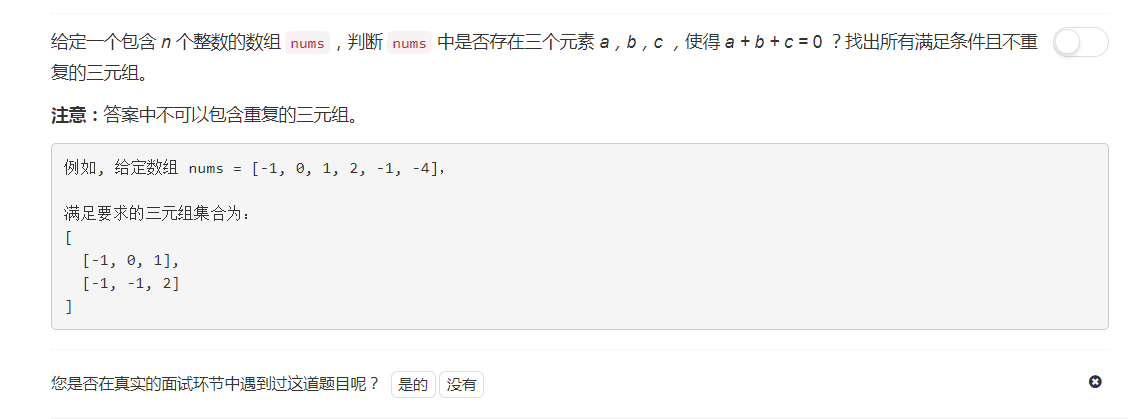 给定一个包含 n 个整数的数组 nums，判断 nums 中是否存在三个元素 a，b，c ，使得 a + b + c = 0 ？找出所有满足条件且不重
复的三元组。
注意：答案中不可以包含重复的三元组。
例如, 给定数组 nums = [-1, 0, 1, 2, -1, -4]，
满足要求的三元组集合为：
[
  [-1, 0, 1],
  [-1, -1, 2]
]
您是否在真实的面试环节中遇到过这道题目呢？ 是的 没有